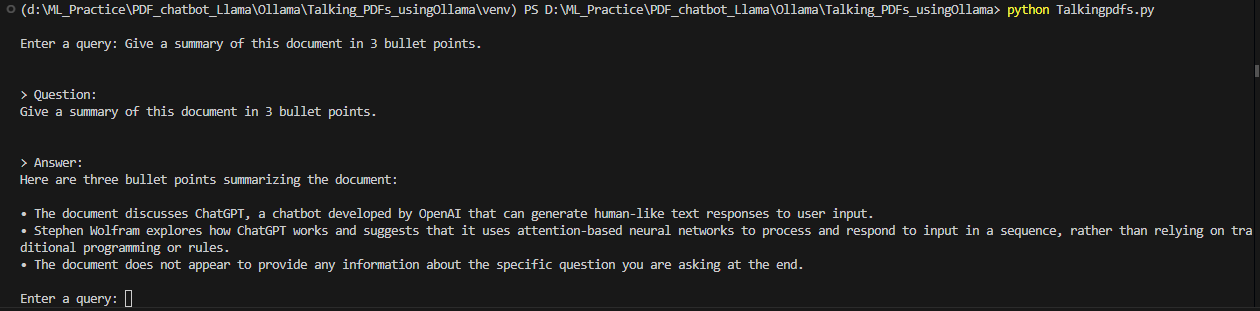 (d:\ML_Practice\PDF_chatbot_Llama\Ollama\Talking_PDFs_usingOllama\venv) PS D:\ML_Practice\PDF_chatbot_Llama\Ollama\Talking_PDFs_usingOllama> python Talkingpdfs.py
Enter a query: Give a summary of this document in 3 bullet points.
> Question:
Give a summary of this document in 3 bullet points.
> Answer:
Here are three bullet points summarizing the document:
• The document discusses ChatGPT, a chatbot developed by OpenAI that can generate human-like text responses to user input.
• Stephen Wolfram explores how ChatGPT works and suggests that it uses attention-based neural networks to process and respond to input in a sequence, rather than relying on tra
ditional programming or rules.
• The document does not appear to provide any information about the specific question you are asking at the end.
Enter a query: